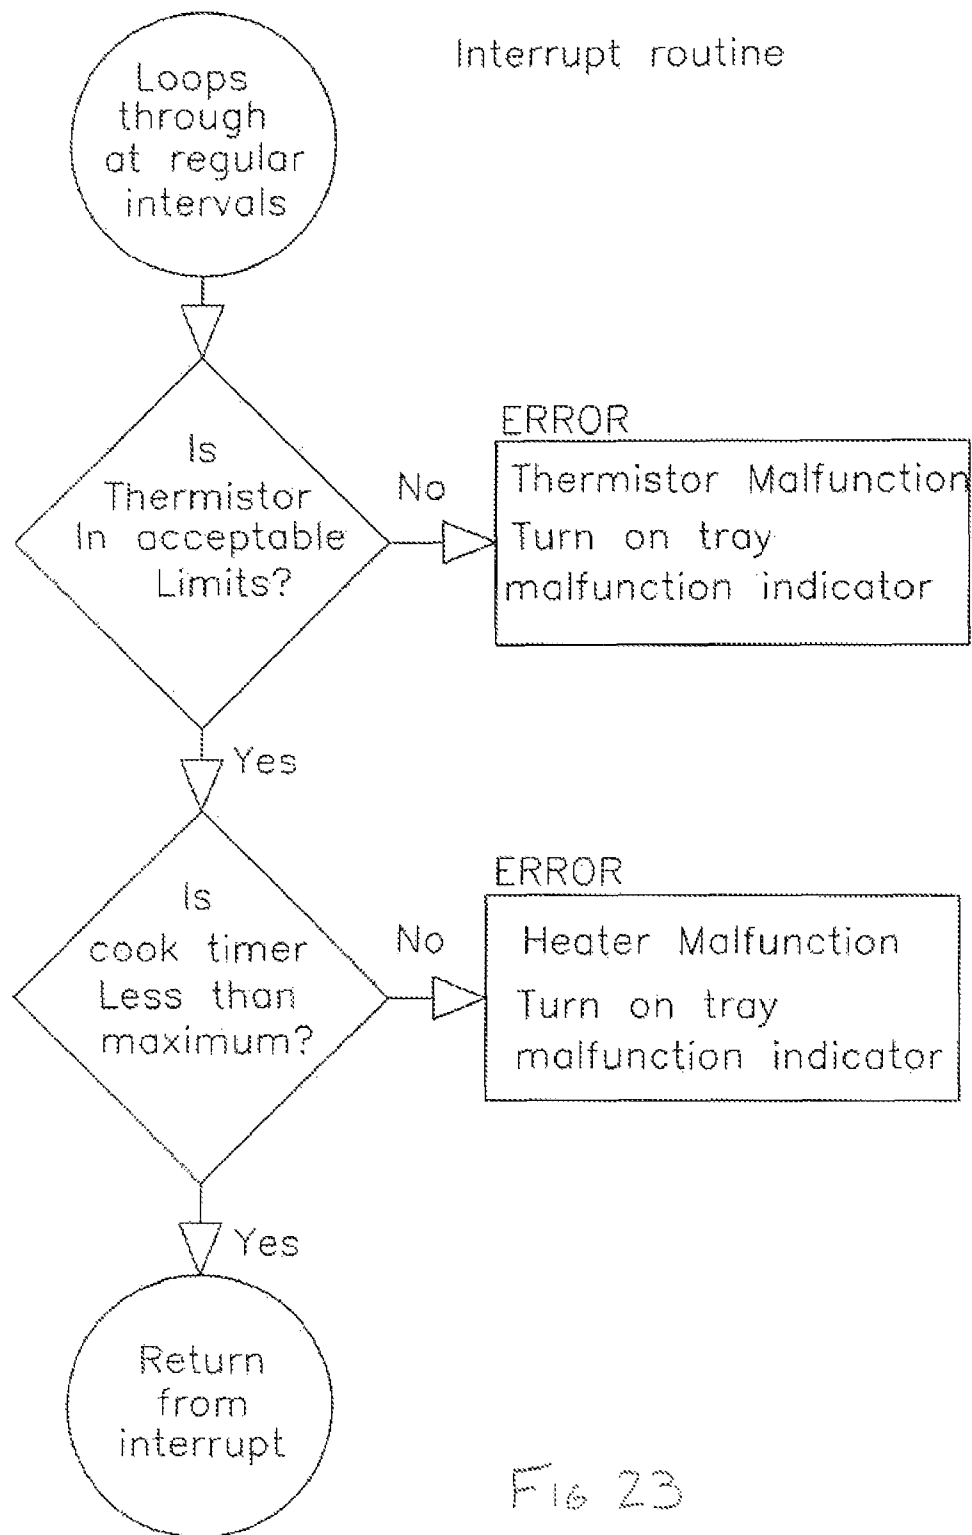 Interrupt routine
Loops
through
at regular
intervals
Is
Thermistor
In acceptable
Limits?
No
ERROR
Thermistor Malfunction
Turn on tray
malfunction indicator
Yes
Is
cook timer
Less than
maximum?
No
ERROR
Heater Malfunction
Turn on tray
malfunction indicator
Yes
Return
from
interrupt
FIG 23